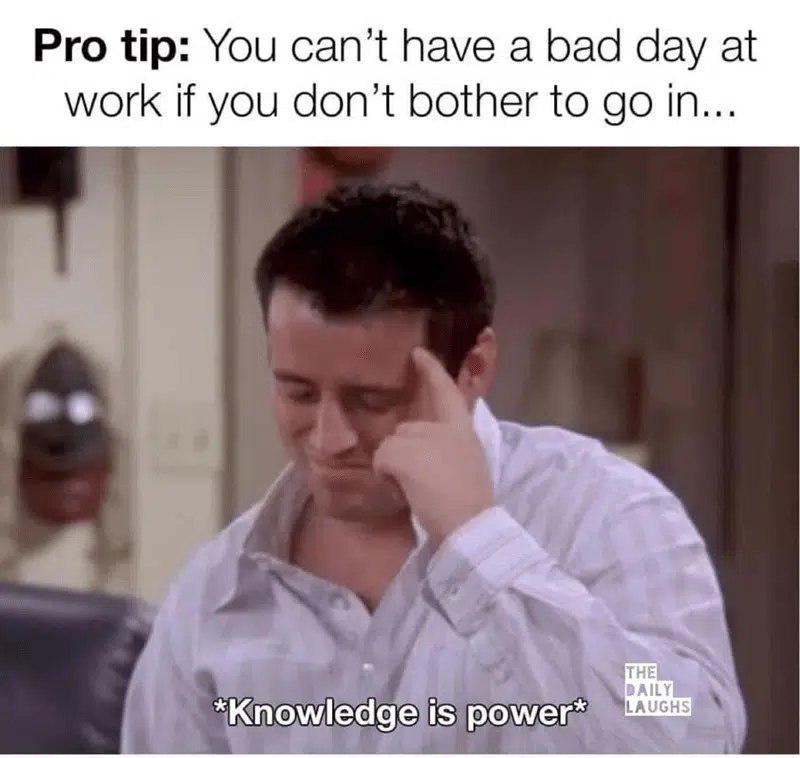 Pro tip: You can't have a bad day at
work if you don't bother to go in...
*Knowledge is power*
THE
DAILY
LAUGHS